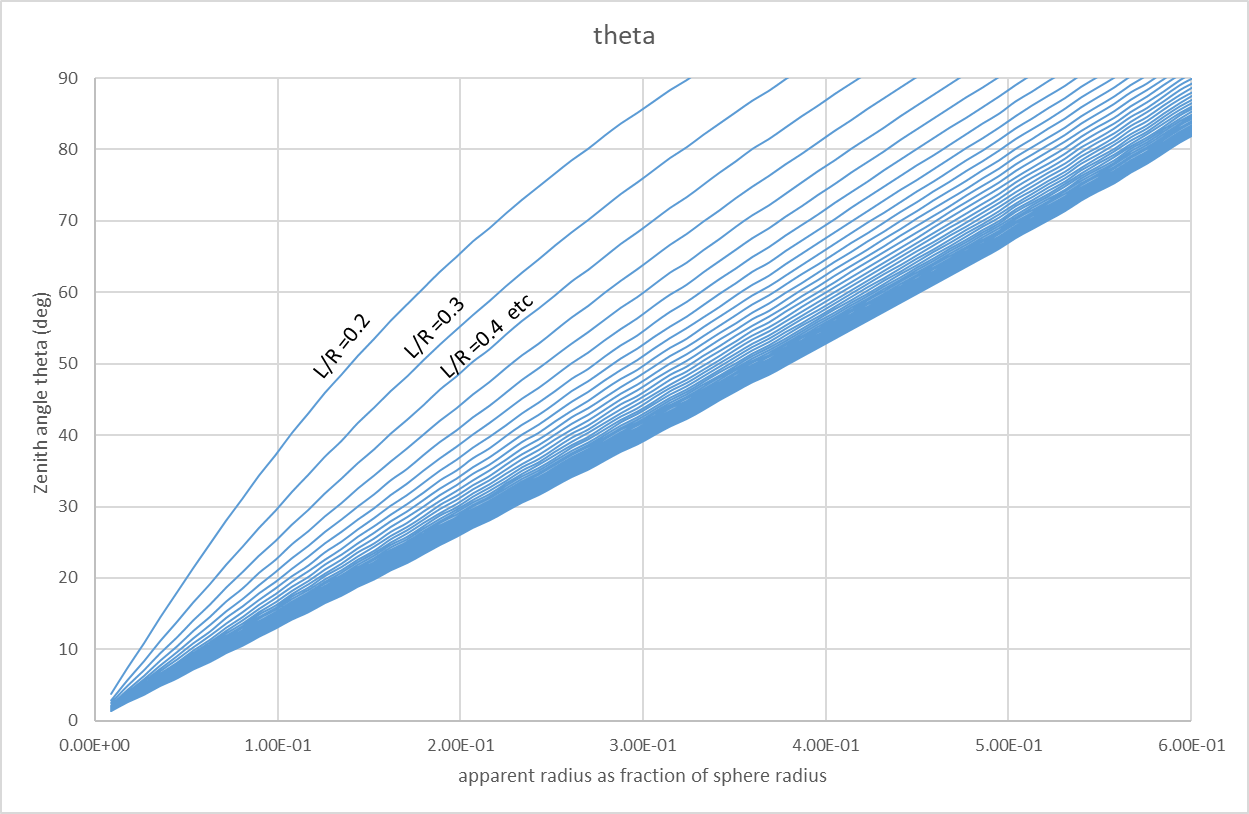 theta
90
80
70
60
50
40
30
20
10
0
Zenith angle theta (deg)
L/R =0.2
L/R =0.3
L/R =0.4 etc
0.00E+00 1.00E-01 2.00E-01 3.00E-01 4.00E-01 5.00E-01 6.00E-01
apparent radius as fraction of sphere radius